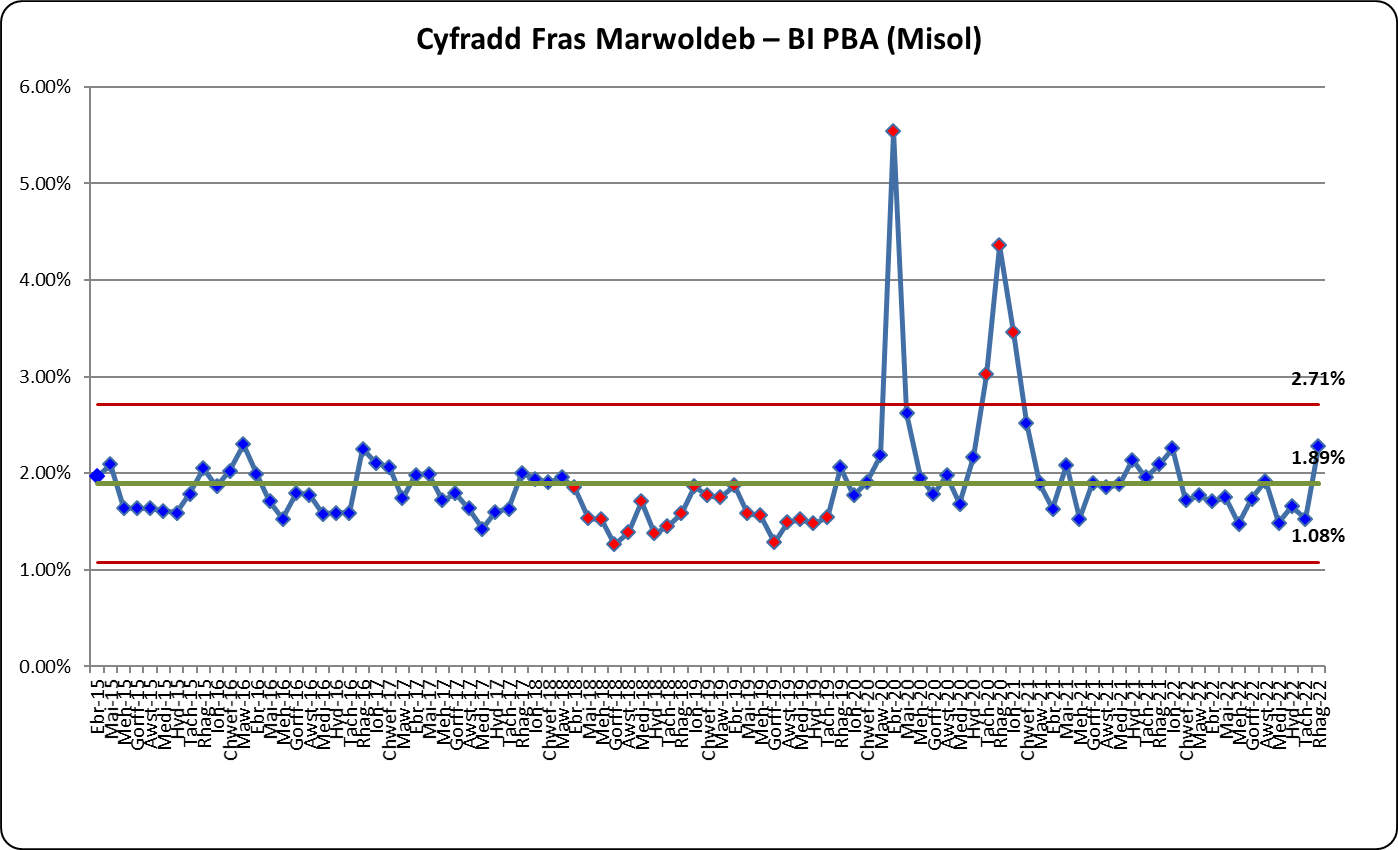 Cyfradd Fras Marwoldeb – BI PBA (Misol)
6.00%
5.00%
4.00%
3.00%
2.00%
1.00%
0.00%
2.71%
1.89%
1.08%
Ebr-15
Mai-15
Meh-15
Gorff-15
Awst-15
Medi-15
Hyd-15
Tach-15
Rhag-15
Ion-16
Chwef-16
Maw-16
Ebr-16
Mai-16
Meh-16
Gorff-16
Awst-16
Medi-16
Hyd-16
Tach-16
Rhag-16
Ion-17
Chwef-17
Maw-17
Ebr-17
Mai-17
Meh-17
Gorff-17
Awst-17
Medi-17
Hyd-17
Tach-17
Rhag-17
Ion-18
Chwef-18
Maw-18
Ebr-18
Mai-18
Meh-18
Gorff-18
Awst-18
Medi-18
Hyd-18
Tach-18
Rhag-18
Ion-19
Chwef-19
Maw-19
Ebr-19
Mai-19
Meh-19
Gorff-19
Awst-19
Medi-19
Hyd-19
Tach-19
Rhag-19
Ion-20
Chwef-20
Maw-20
Ebr-20
Mai-20
Meh-20
Gorff-20
Awst-20
Medi-20
Hyd-20
Tach-20
Rhag-20
Ion-21
Chwef-21
Maw-21
Ebr-21
Mai-21
Meh-21
Gorff-21
Awst-21
Medi-21
Hyd-21
Tach-21
Rhag-21
Ion-22
Chwef-22
Maw-22
Ebr-22
Mai-22
Meh-22
Gorff-22
Awst-22
Medi-22
Hyd-22
Tach-22
Rhag-22